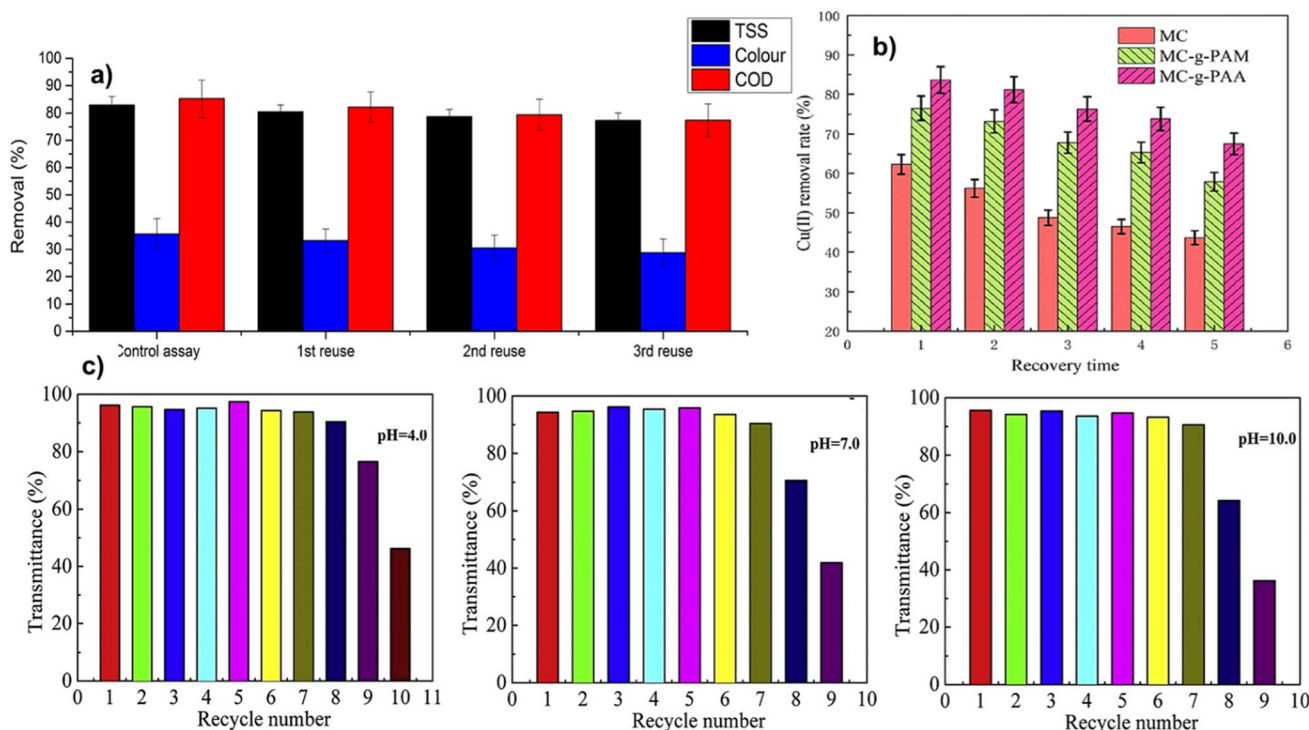 a)
TSS
Colour
COD
Removal (%)
100
90
80
70
60
50
40
30
20
10
0
Control assay
1st reuse
2nd reuse
3rd reuse
b)
MC
MC-g-PAM
MC-g-PAA
Cu(II) removal rate (%)
100
90
80
70
60
50
40
30
20
0 1 2 3 4 5 6
Recovery time
c)
pH=4.0
Transmittance (%)
100
80
60
40
20
0
0 1 2 3 4 5 6 7 8 9 10 11
Recycle number
pH=7.0
Transmittance (%)
100
80
60
40
20
0
0 1 2 3 4 5 6 7 8 9 10
Recycle number
pH=10.0
Transmittance (%)
100
80
60
40
20
0
0 1 2 3 4 5 6 7 8 9 10
Recycle number